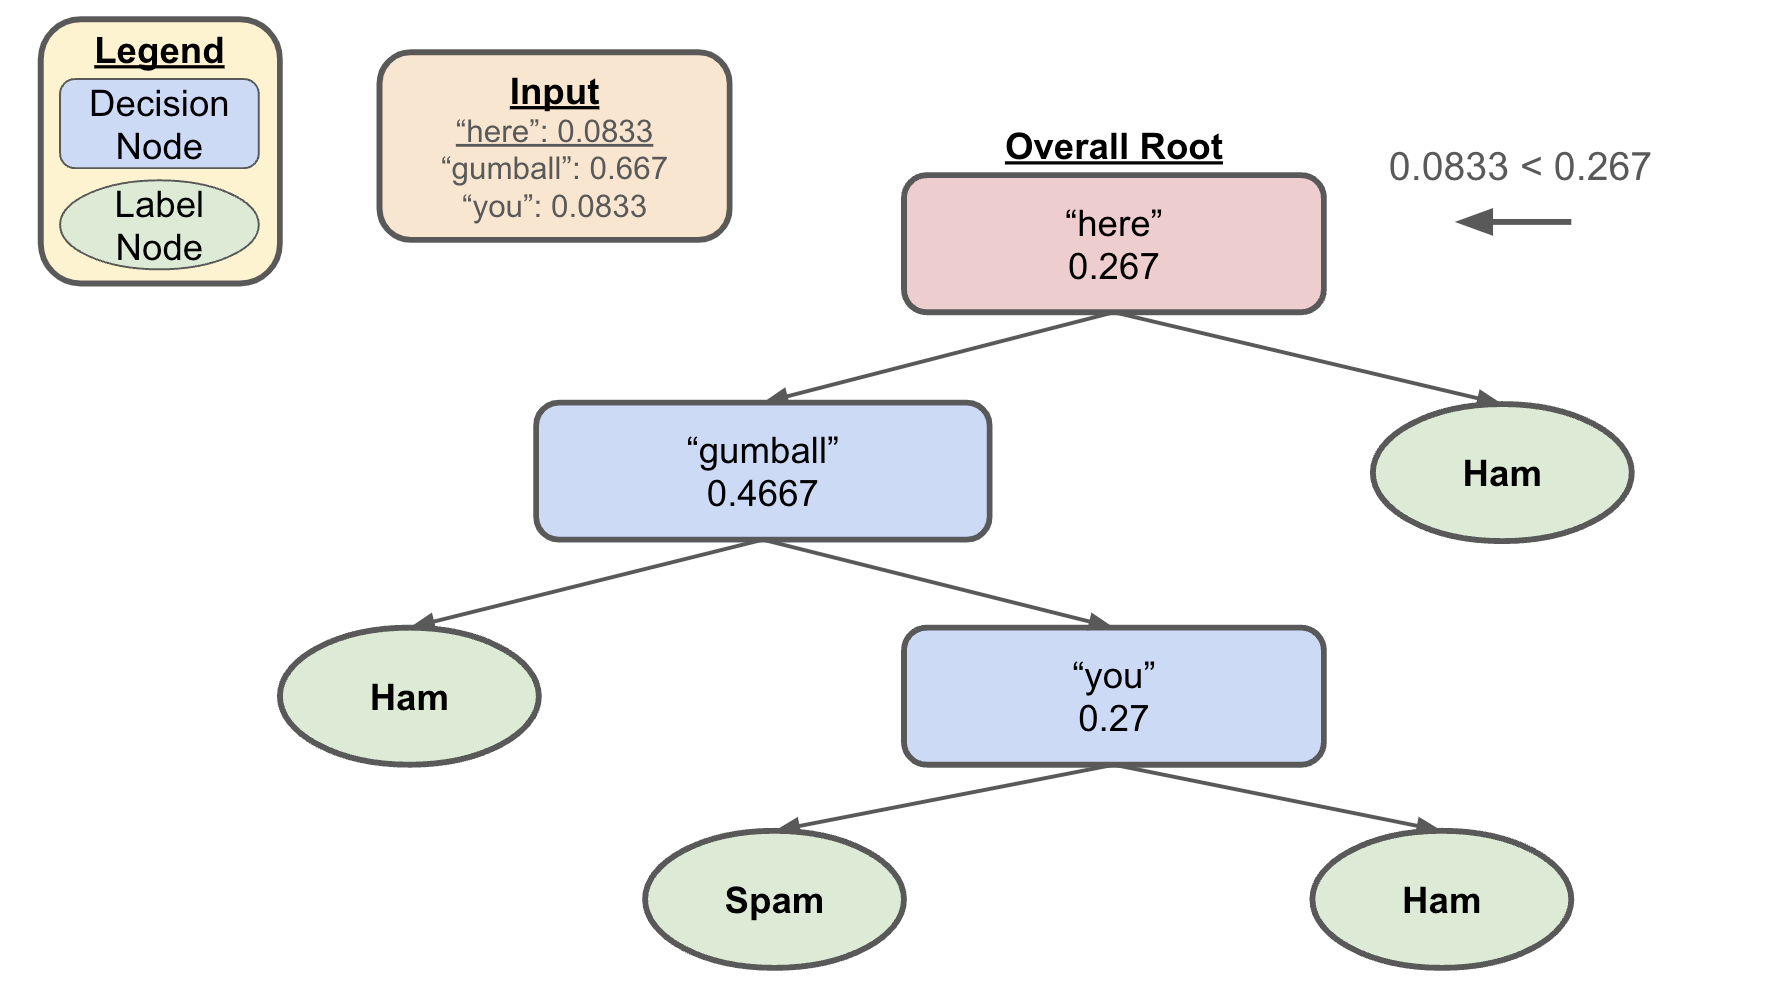 Legend
Decision
Node
Label
Node
Input
“here”: 0.0833
“gumball”: 0.667
“you”: 0.0833
Overall Root
0.0833 < 0.267
“here”
0.267
“gumball”
0.4667
Ham
Ham
“you”
0.27
Spam
Ham